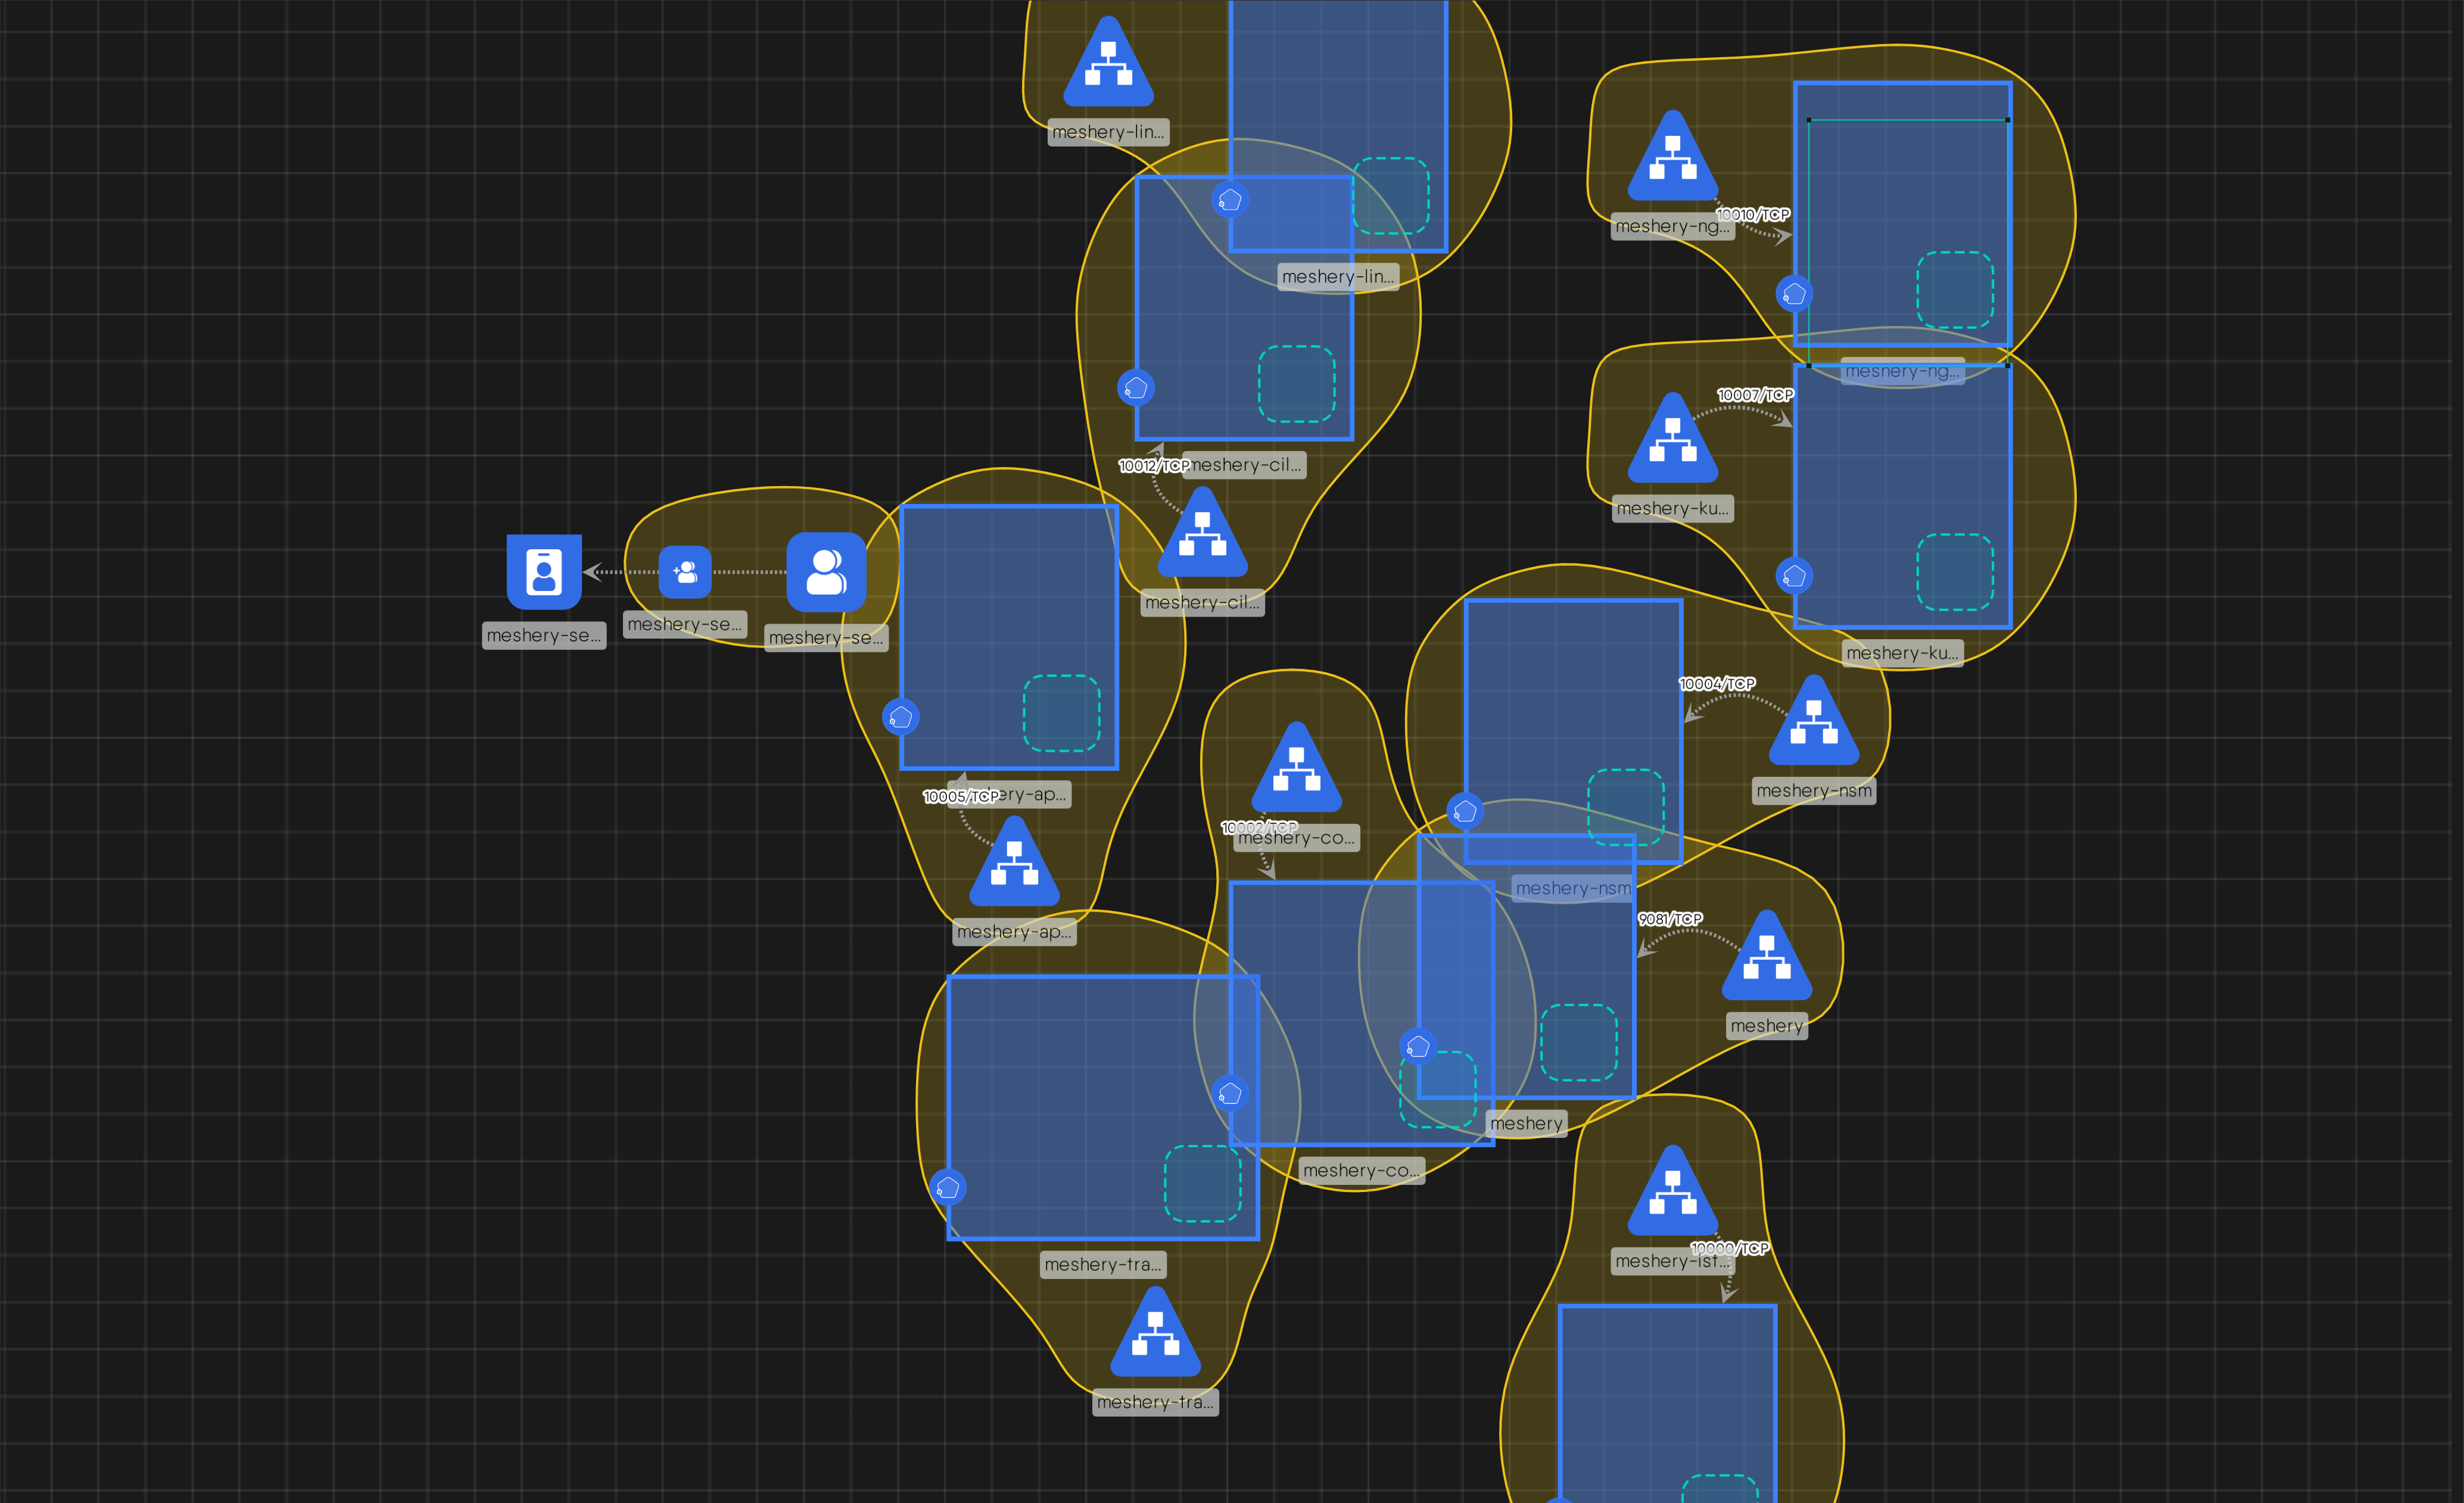 meshery-lin...
meshery-lin...
10010/TCP
meshery-ng...
meshery-ng...
10007/TCP
meshery-ku...
meshery-ku...
10012/TCP
meshery-cil...
meshery-cil...
meshery-se...
meshery-se...
meshery-se...
10004/TCP
meshery-nsm
meshery-nsm
10005/TCP
meshery-ap...
10002/TCP
meshery-co...
9081/TCP
meshery
meshery
meshery-co...
meshery-tra...
meshery-tra...
10000/TCP
meshery-ist...